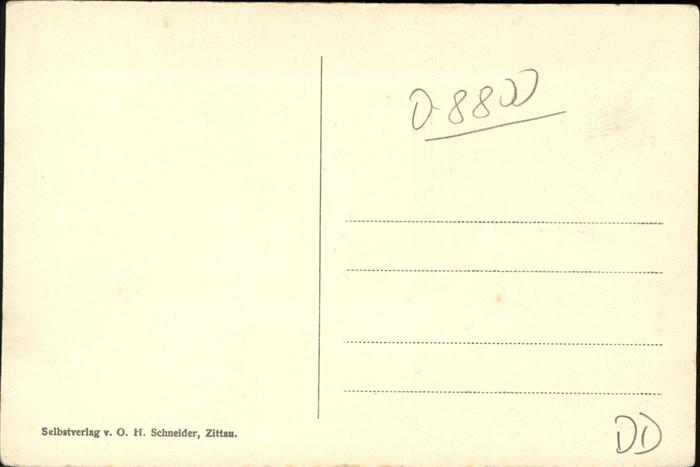 D-8800
Selbstverlag v. O. H. Schneider, Zittau.
DD